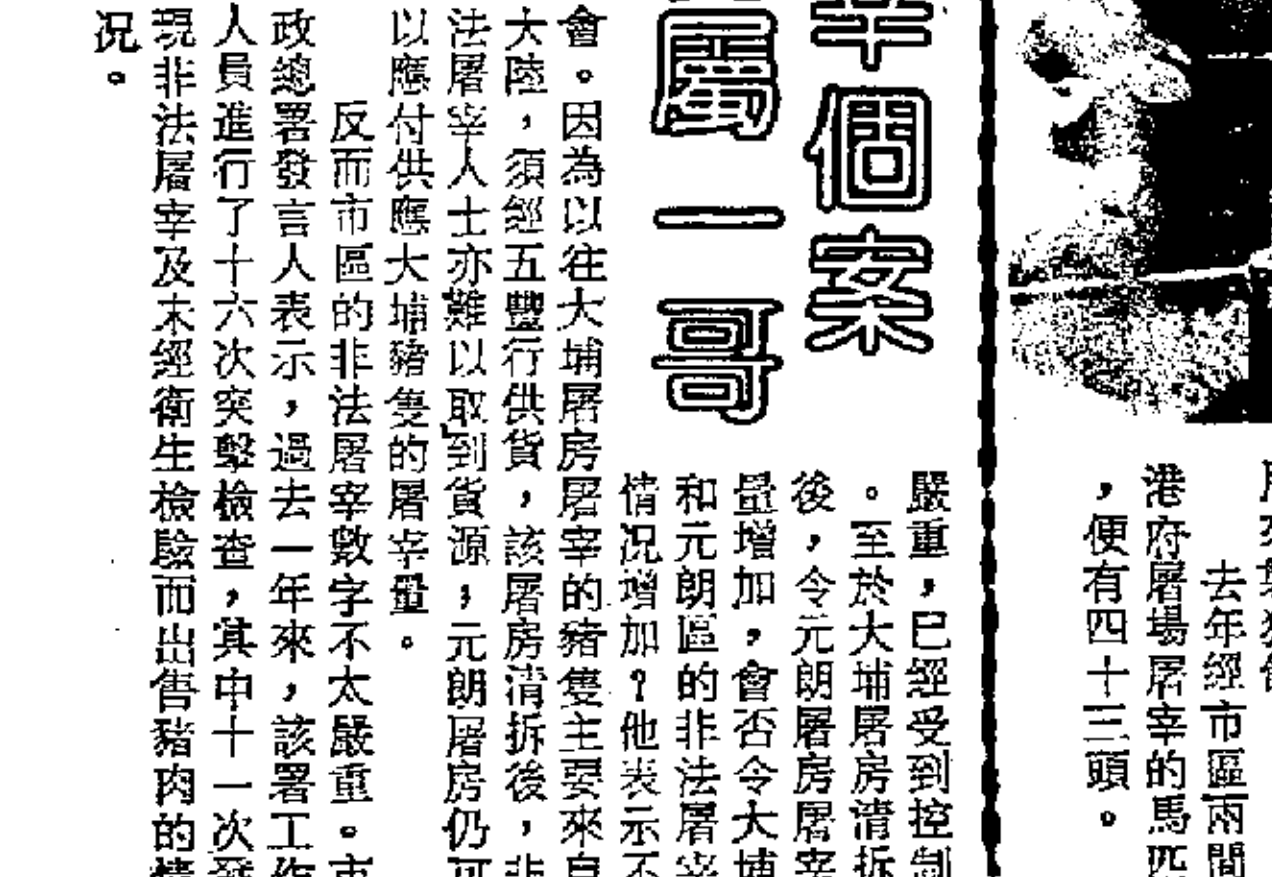 去年經市區兩間
港府屠場屠宰的馬匹
，便有四十三頭。
宰個案
屬一哥
嚴重，已經受到控制
。至於大埔屠房清拆
後，令元朗屠房屠宰
量增加，會否令大埔
和元朗區的非法屠宰
情況增加？他表示不
會。因為以往大埔屠房屠宰的豬隻主要來自
大陸，須經五豐行供貨，該屠房清拆後，非
法屠宰人士亦難以取到貨源；元朗屠房仍可
以應付供應大埔豬隻的屠宰量。
反而市區的非法屠宰數字不太嚴重。市
政總署發言人表示，過去一年來，該署工作
人員進行了十六次突擊檢查，其中十一次發
現非法屠宰及未經衛生檢驗而出售豬肉的情
況。